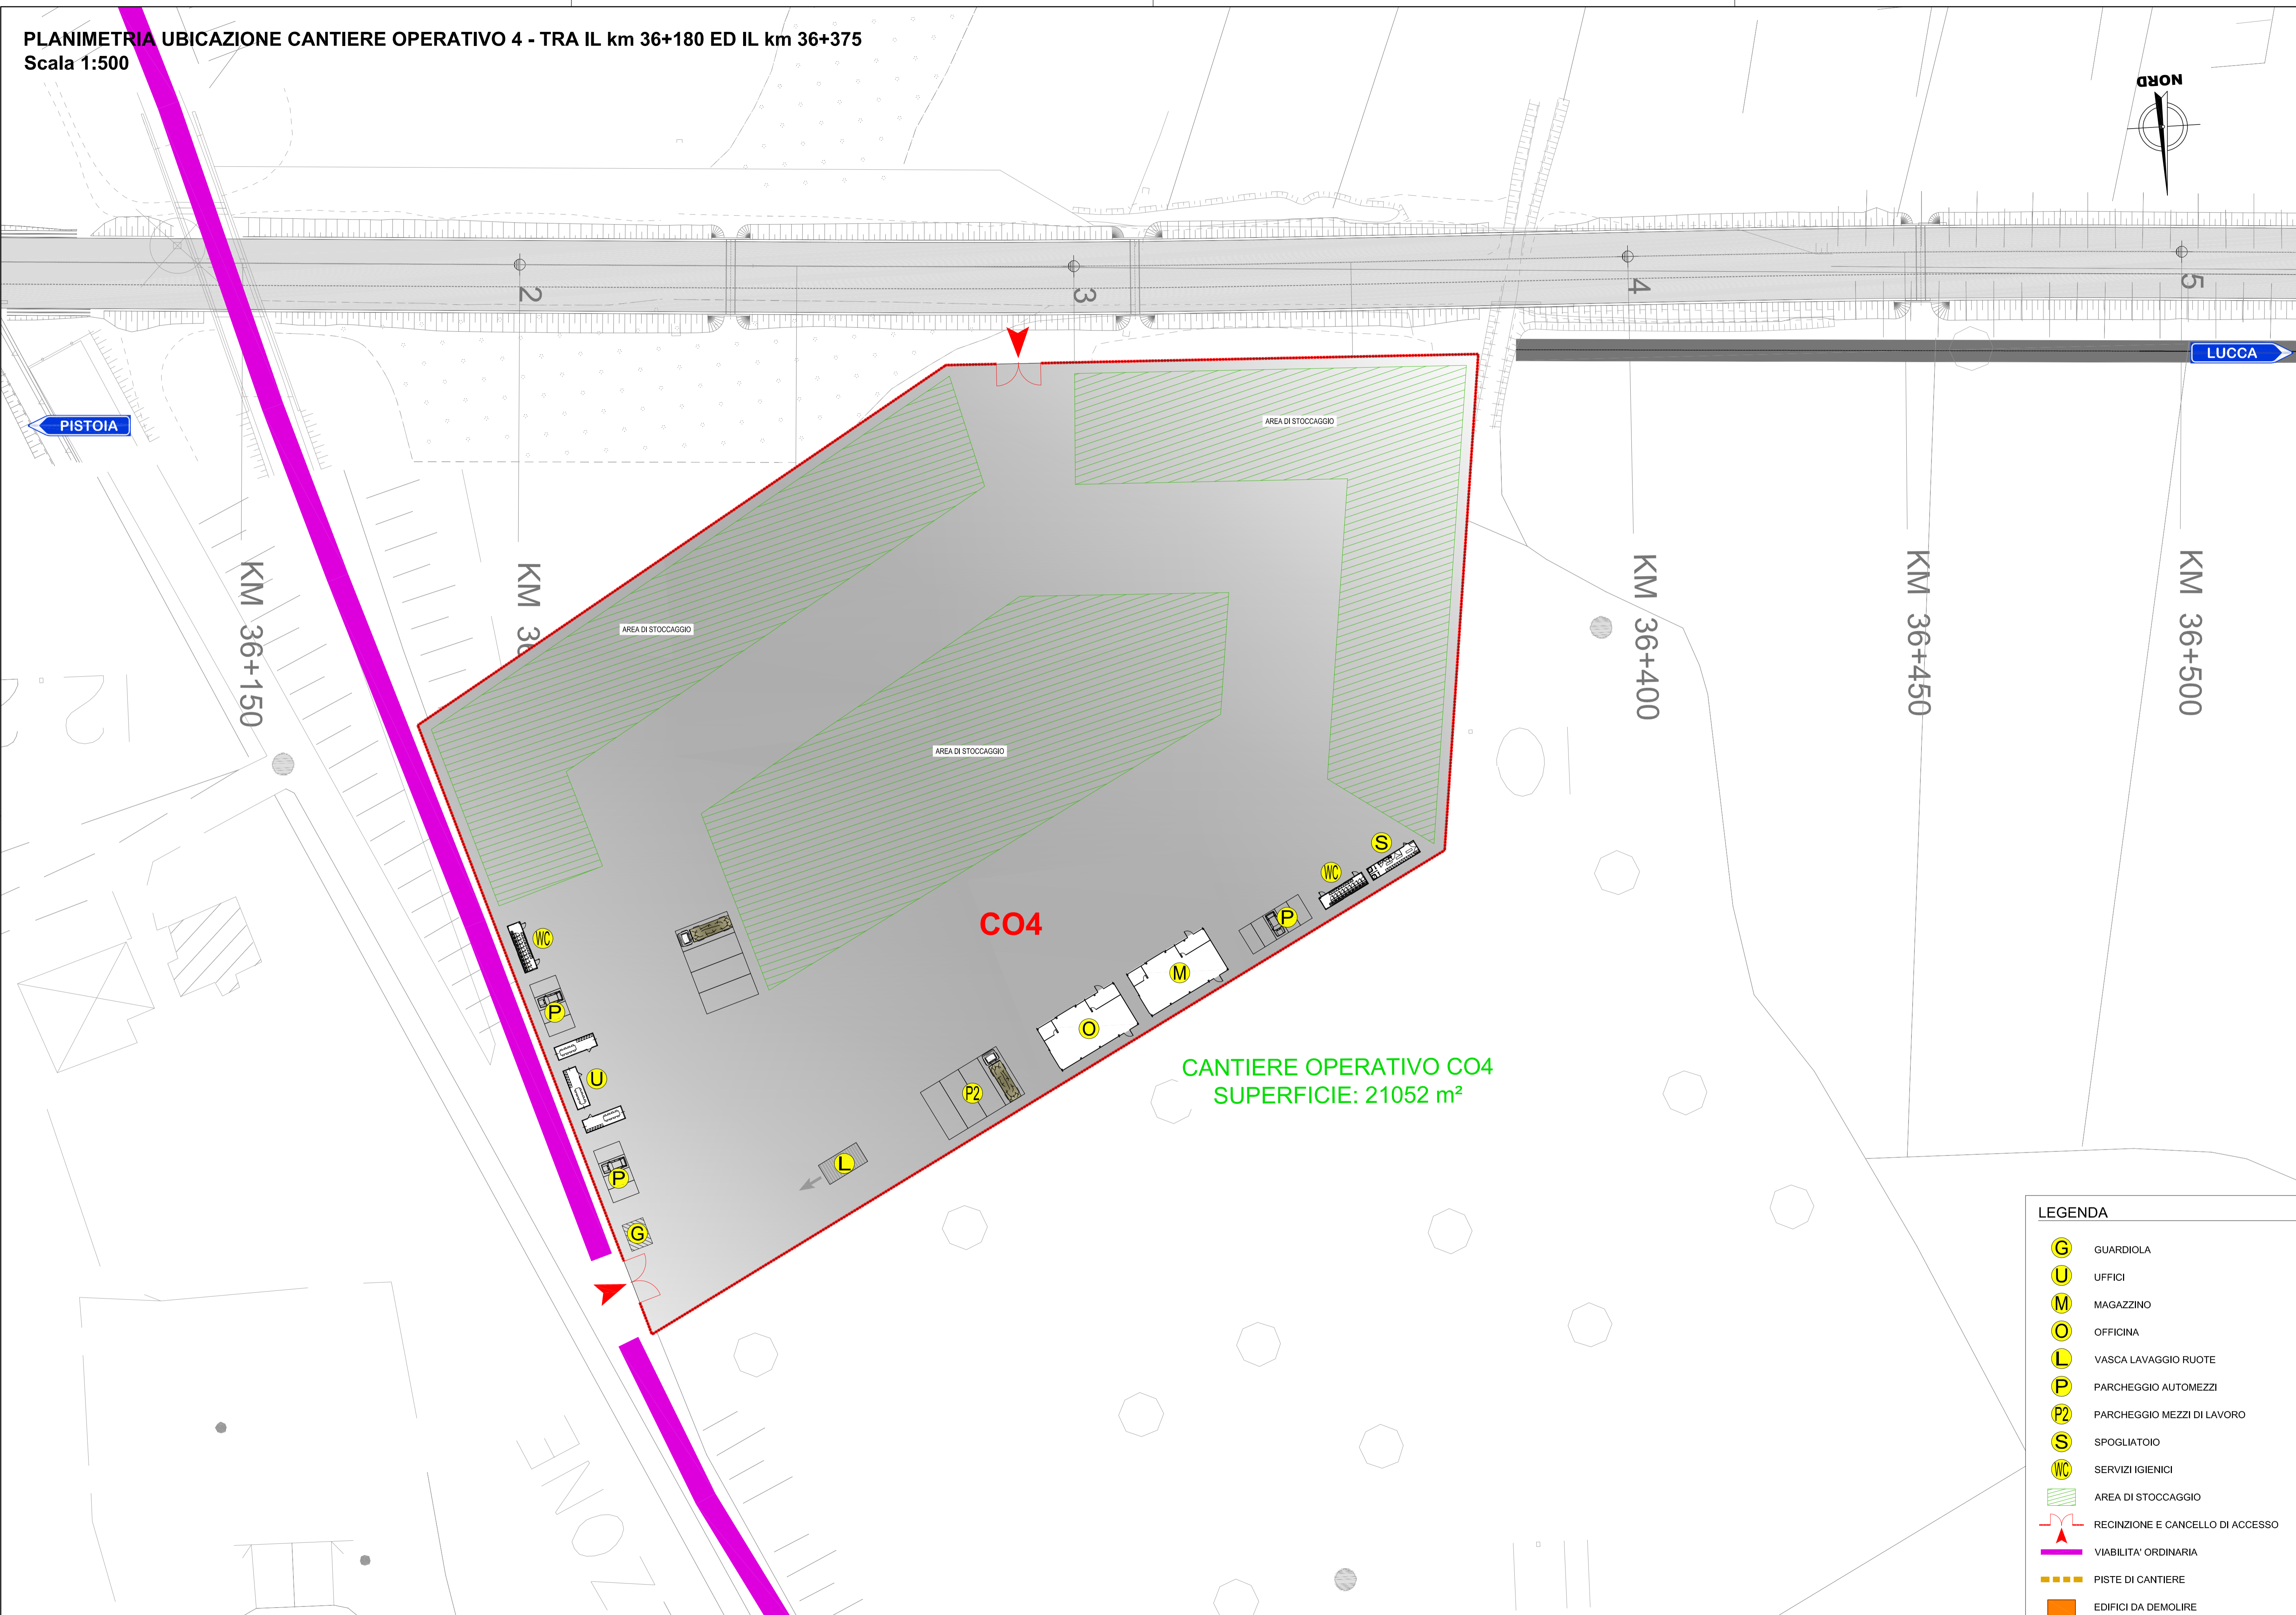 PLANIMETRIA UBICAZIONE CANTIERE OPERATIVO 4 - TRA IL km 36+180 ED IL km 36+375
Scala 1:500
NORD
2
3
4
5
LUCCA
PISTOIA
AREA DI STOCCAGGIO
AREA DI STOCCAGGIO
AREA DI STOCCAGGIO
KM 36+150
KM 36
KM 36+400
KM 36+450
KM 36+500
S
WC
P
M
O
P2
L
WC
P
U
P
G
CO4
CANTIERE OPERATIVO CO4
SUPERFICIE: 21052 m²
LEGENDA
G GUARDIOLA
U UFFICI
M MAGAZZINO
O OFFICINA
L VASCA LAVAGGIO RUOTE
P PARCHEGGIO AUTOMEZZI
P2 PARCHEGGIO MEZZI DI LAVORO
S SPOGLIATOIO
WC SERVIZI IGIENICI
AREA DI STOCCAGGIO
RECINZIONE E CANCELLO DI ACCESSO
VIABILITA' ORDINARIA
PISTE DI CANTIERE
EDIFICI DA DEMOLIRE